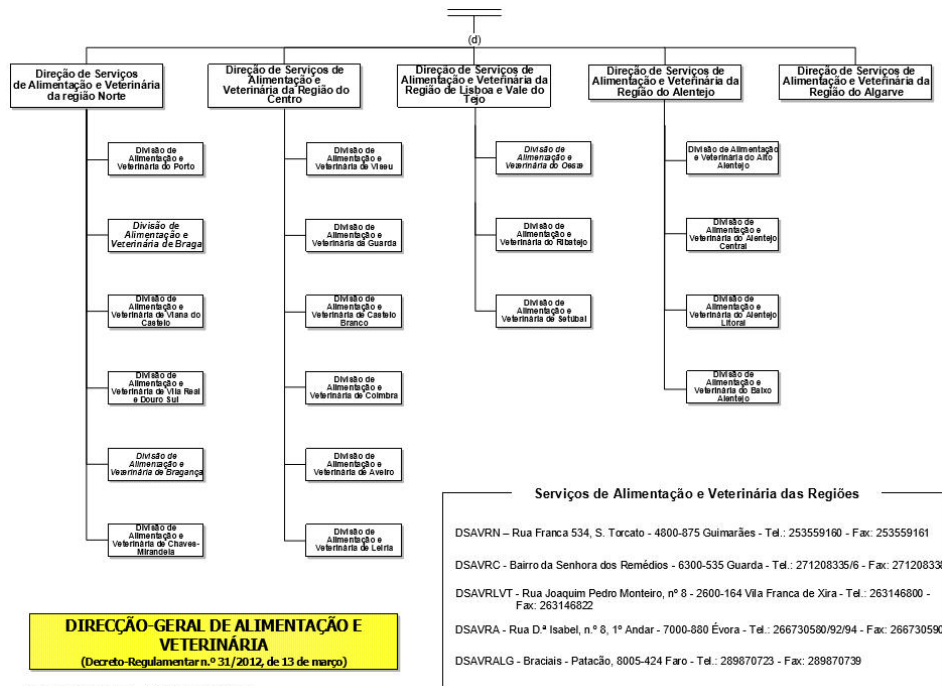 (d)
Direção de Serviços
de Alimentação e Veterinária
da região Norte
Direção de Serviços de
Alimentação e
Veterinária da Região do
Centro
Direção de Serviços de
Alimentação e Veterinária da
Região de Lisboa e Vale do
Tejo
Direção de Serviços de
Alimentação e Veterinária da
Região do Alentejo
Direção de Serviços de
Alimentação e Veterinária da
Região do Algarve
Divisão de
Alimentação e
Veterinária do Porto
Divisão de
Alimentação e
Veterinária de Braga
Divisão de
Alimentação e
Veterinária de Viana do
Castelo
Divisão de
Alimentação e
Veterinária de Vila Real
e Douro Sul
Divisão de
Alimentação e
Veterinária de Bragança
Divisão de
Alimentação e
Veterinária de Chaves-
Mirandela
Divisão de
Alimentação e
Veterinária de Viseu
Divisão de
Alimentação e
Veterinária da Guarda
Divisão de
Alimentação e
Veterinária de Castelo
Branco
Divisão de
Alimentação e
Veterinária de Coimbra
Divisão de
Alimentação e
Veterinária de Aveiro
Divisão de
Alimentação e
Veterinária de Leiria
Divisão de
Alimentação e
Veterinária do Oeste
Divisão de
Alimentação e
Veterinária do Ribatejo
Divisão de
Alimentação e
Veterinária de Setúbal
Divisão de Alimentação
e Veterinária do Alto
Alentejo
Divisão de
Alimentação e
Veterinária do Alentejo
Central
Divisão de
Alimentação e
Veterinária do Alentejo
Litoral
Divisão de
Alimentação e
Veterinária do Baixo
Alentejo
Serviços de Alimentação e Veterinária das Regiões
DSAVRN – Rua Franca 534, S. Torcato - 4800-875 Guimarães - Tel.: 253559160 - Fax: 253559161
DSAVRC - Bairro da Senhora dos Remédios - 6300-535 Guarda - Tel.: 271208335/6 - Fax: 271208338
DSAVRLVT - Rua Joaquim Pedro Monteiro, nº 8 - 2600-164 Vila Franca de Xira - Tel.: 263146800 -
Fax: 263146822
DSAVRA - Rua D.ª Isabel, n.º 8, 1º Andar - 7000-880 Évora - Tel.: 266730580/92/94 - Fax: 266730590
DSAVRALG - Braciais - Patacão, 8005-424 Faro - Tel.: 289870723 - Fax: 289870739
DIRECÇÃO-GERAL DE ALIMENTAÇÃO E
VETERINÁRIA
(Decreto-Regulamentar n.º 31/2012, de 13 de março)